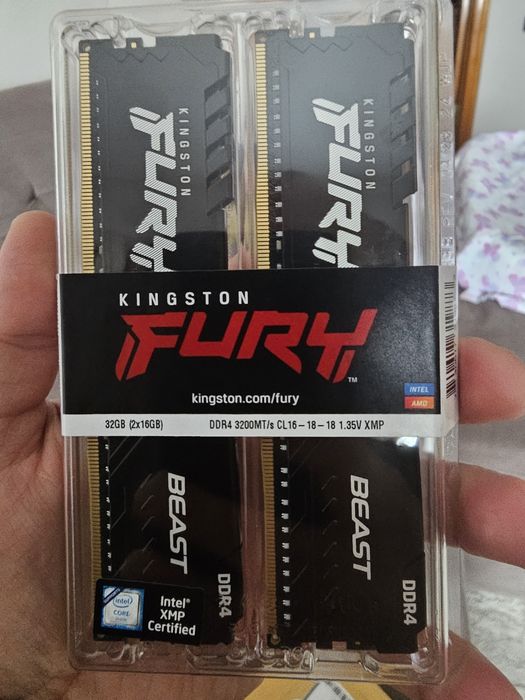 KINGSTON
FURY
KINGSTON
FURY
KINGSTON
FURY
TM
kingston.com/fury
INTEL
AMD
32GB (2x16GB)
DDR4 3200MT/s CL16-18-18 1.35V XMP
BEAST
DDR4
BEAST
DDR4
intel
CORE
Intel®
XMP
Certified